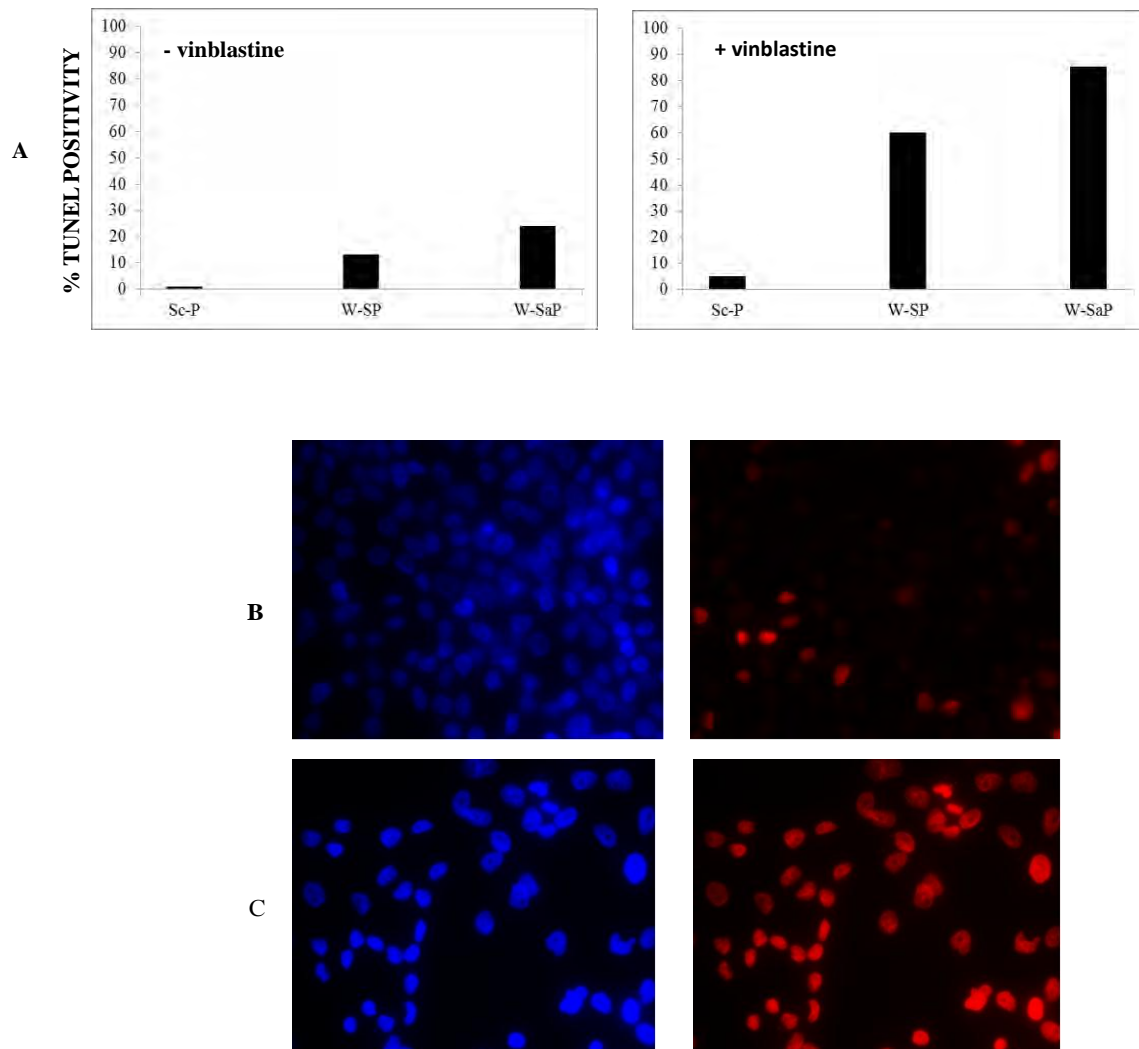 A
% TUNEL POSITIVITY
- vinblastine
100
90
80
70
60
50
40
30
20
10
0
Sc-P W-SP W-SaP
+ vinblastine
100
90
80
70
60
50
40
30
20
10
0
Sc-P W-SP W-SaP
B
C